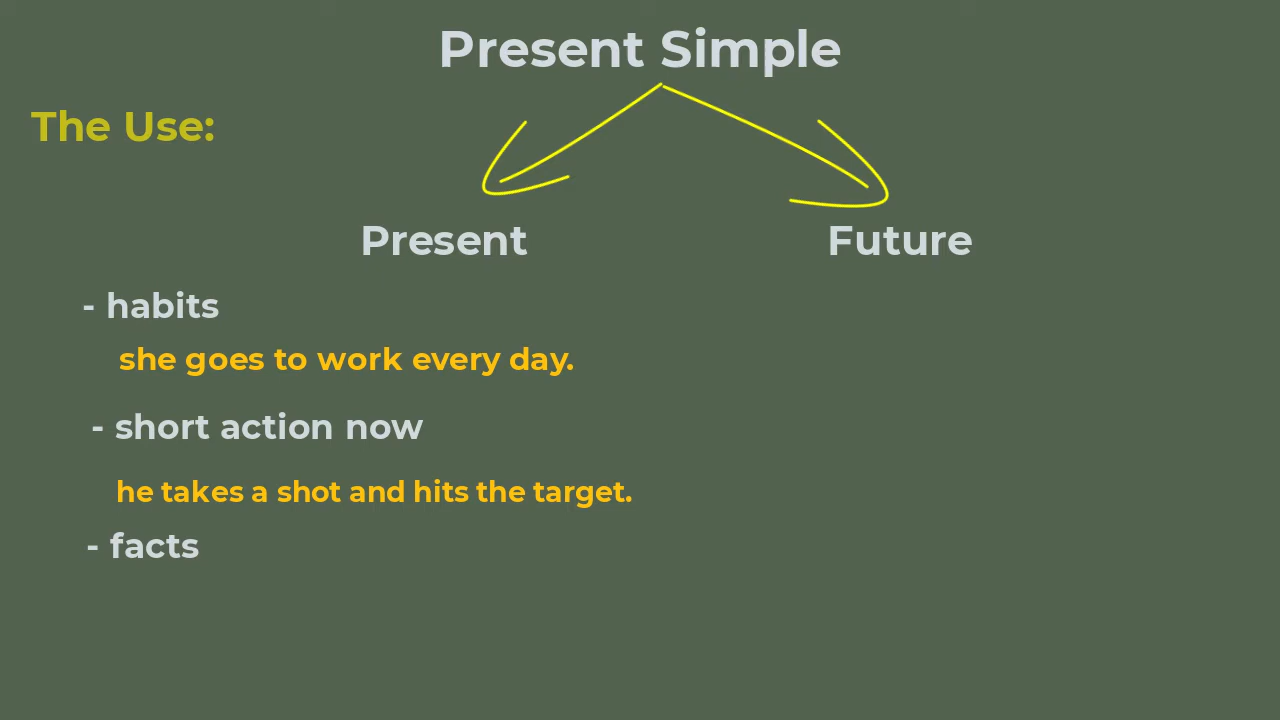 Present Simple
The Use:
Present
Future
- habits
she goes to work every day.
- short action now
he takes a shot and hits the target.
- facts